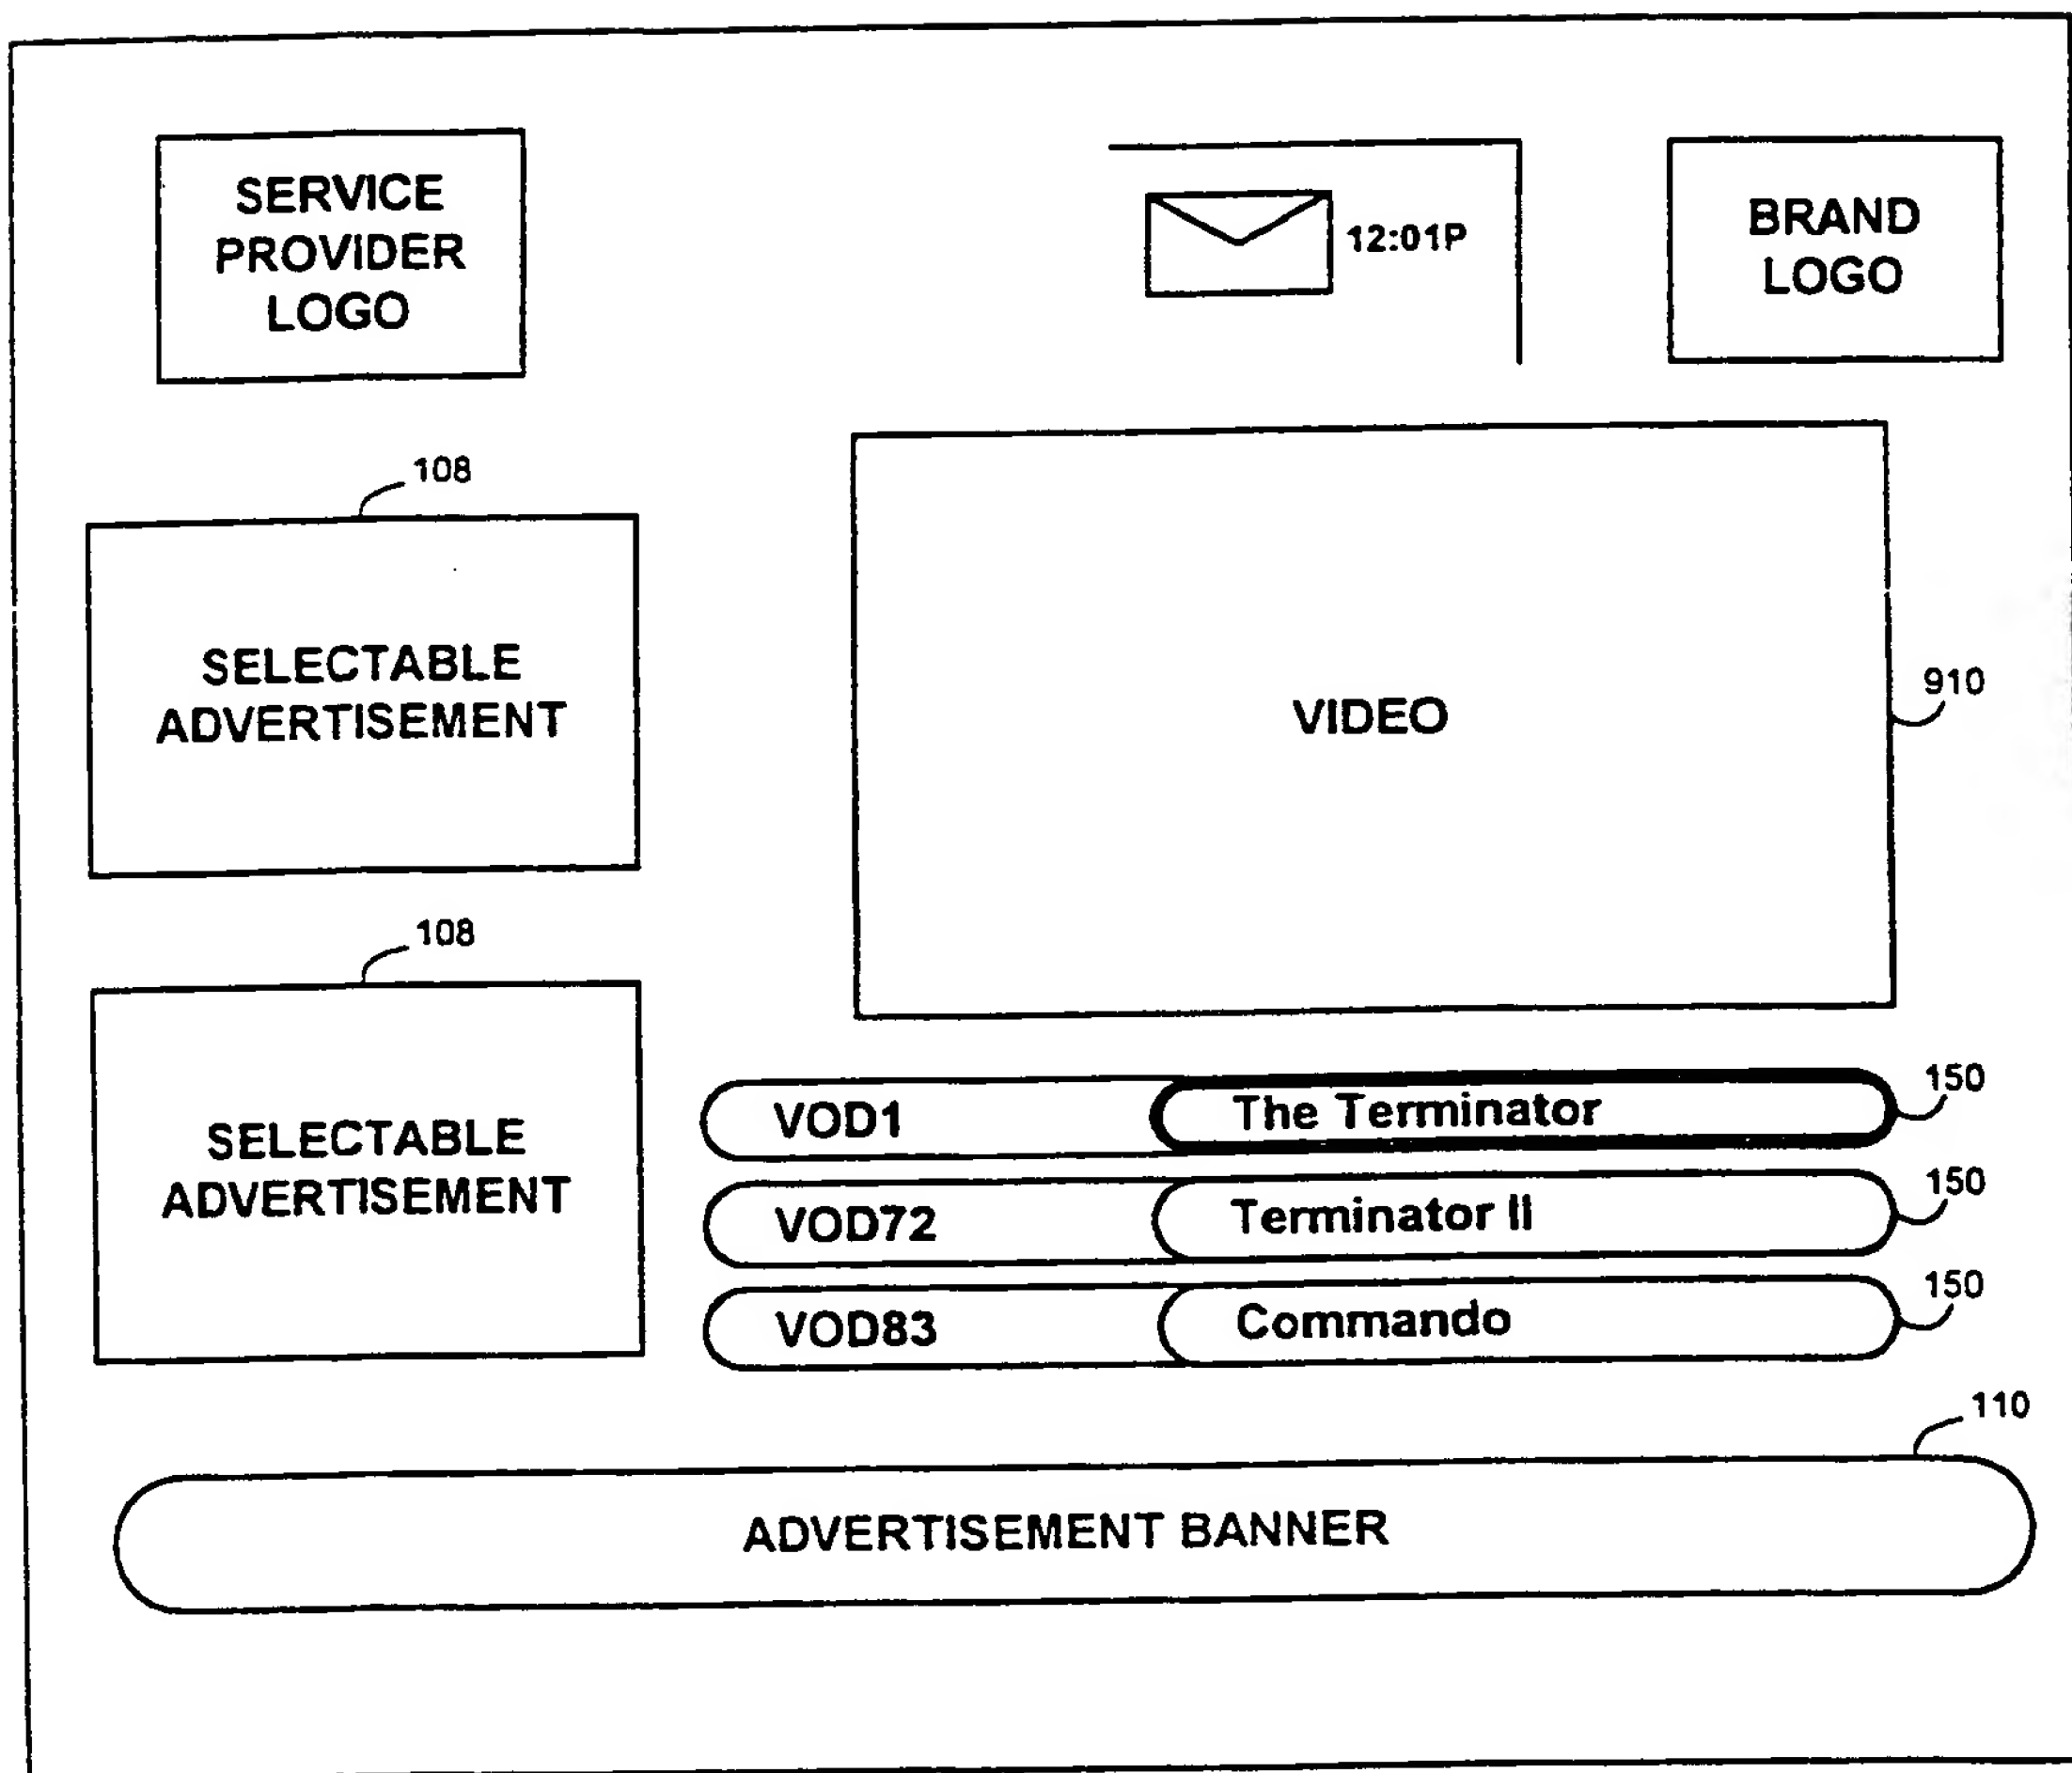 SERVICE
PROVIDER
LOGO
12:01P
BRAND
LOGO
108
SELECTABLE
ADVERTISEMENT
VIDEO
910
108
SELECTABLE
ADVERTISEMENT
VOD1 The Terminator 150
VOD72 Terminator II 150
VOD83 Commando 150
110
ADVERTISEMENT BANNER